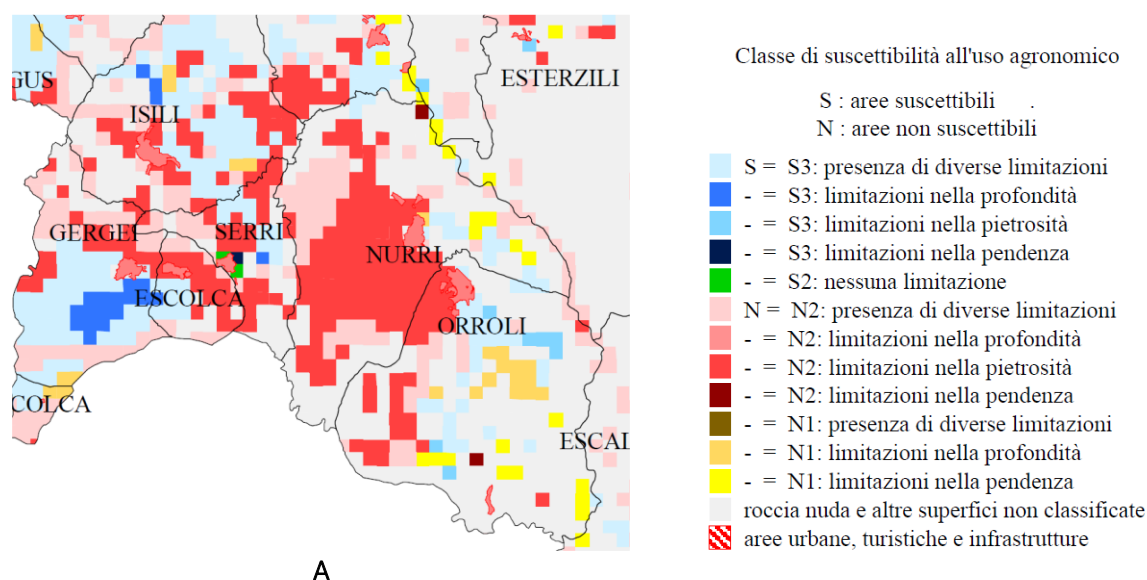 GUS
ESTERZILI
ISILI
GERGEI
SERRI
NURRI
ESCOLCA
ORROLI
COLCA
ESCAL
A
Classe di suscettibilità all'uso agronomico
S : aree suscettibili .
N : aree non suscettibili
S = S3: presenza di diverse limitazioni
- = S3: limitazioni nella profondità
- = S3: limitazioni nella pietrosità
- = S3: limitazioni nella pendenza
- = S2: nessuna limitazione
N = N2: presenza di diverse limitazioni
- = N2: limitazioni nella profondità
- = N2: limitazioni nella pietrosità
- = N2: limitazioni nella pendenza
- = N1: presenza di diverse limitazioni
- = N1: limitazioni nella profondità
- = N1: limitazioni nella pendenza
roccia nuda e altre superfici non classificate
aree urbane, turistiche e infrastrutture